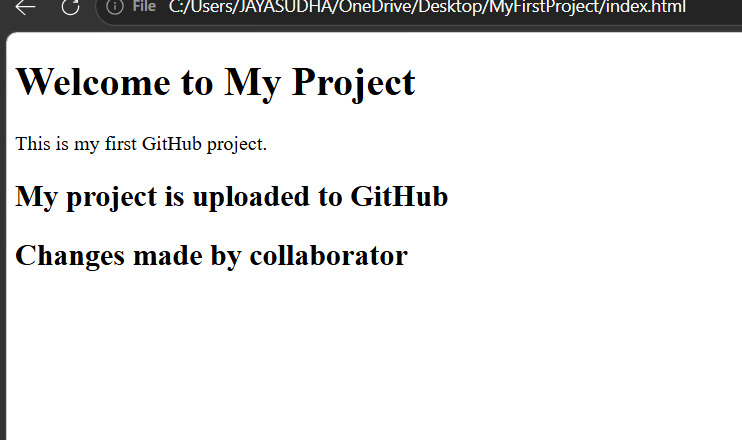 File C:/Users/JAYASUDHA/OneDrive/Desktop/MyFirstProject/index.html
Welcome to My Project
This is my first GitHub project.
My project is uploaded to GitHub
Changes made by collaborator